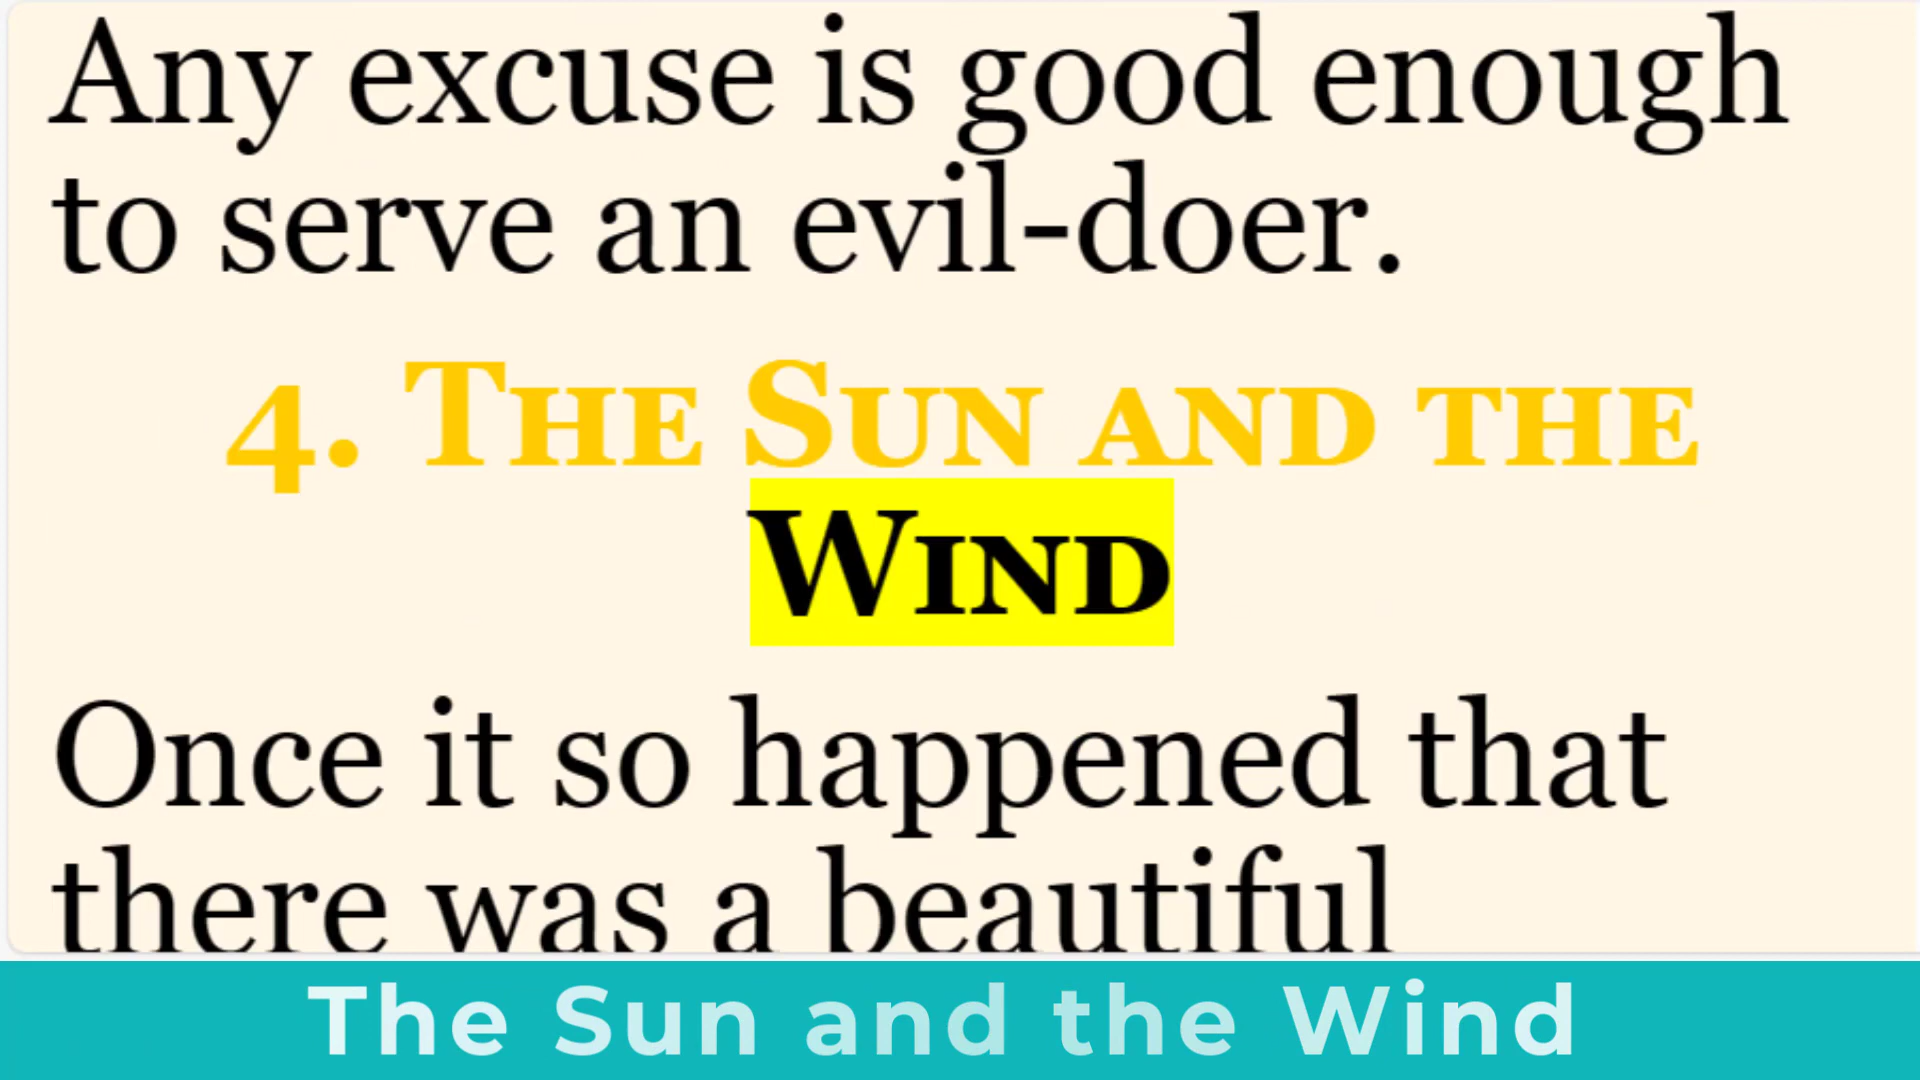 Any excuse is good enough
to serve an evil-doer.
4. The Sun and the
Wind
Once it so happened that
there was a beautiful
The Sun and the Wind